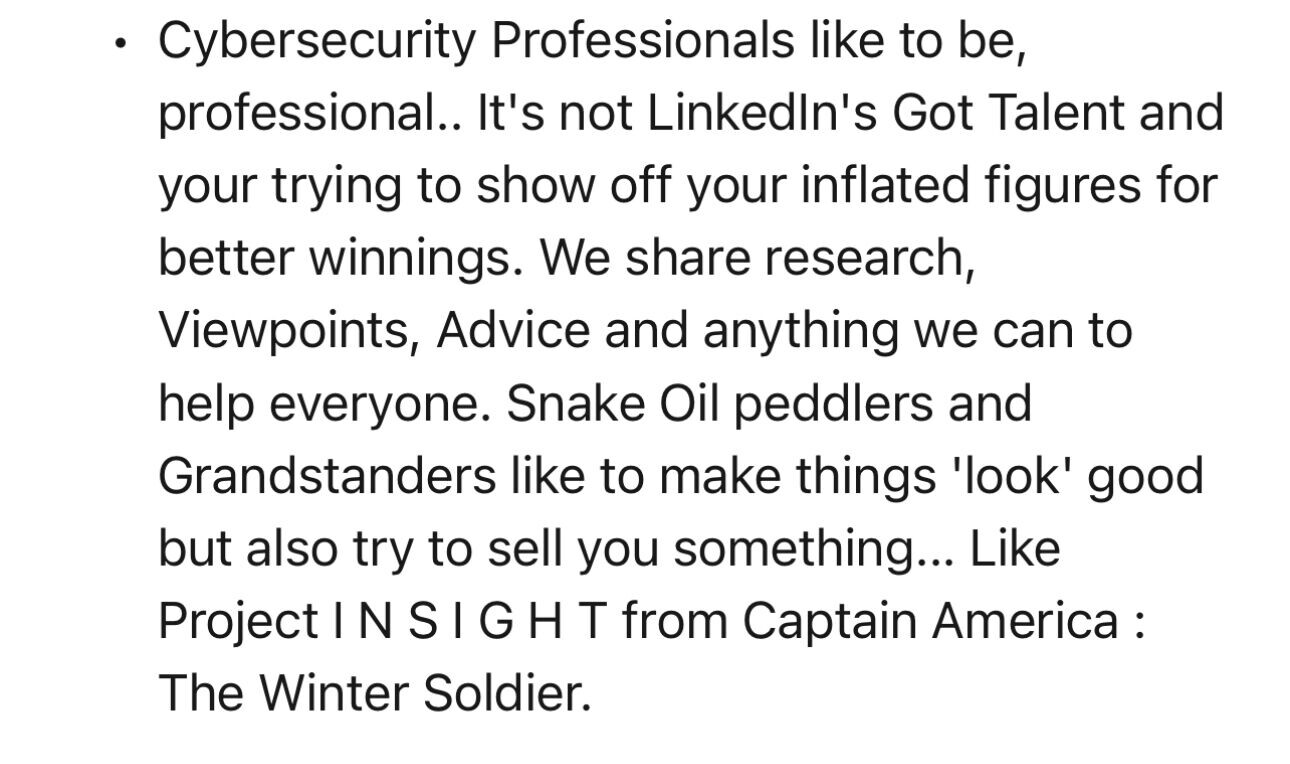 • Cybersecurity Professionals like to be,
professional.. It's not LinkedIn's Got Talent and
your trying to show off your inflated figures for
better winnings. We share research,
Viewpoints, Advice and anything we can to
help everyone. Snake Oil peddlers and
Grandstanders like to make things 'look' good
but also try to sell you something... Like
Project I N S I G H T from Captain America :
The Winter Soldier.